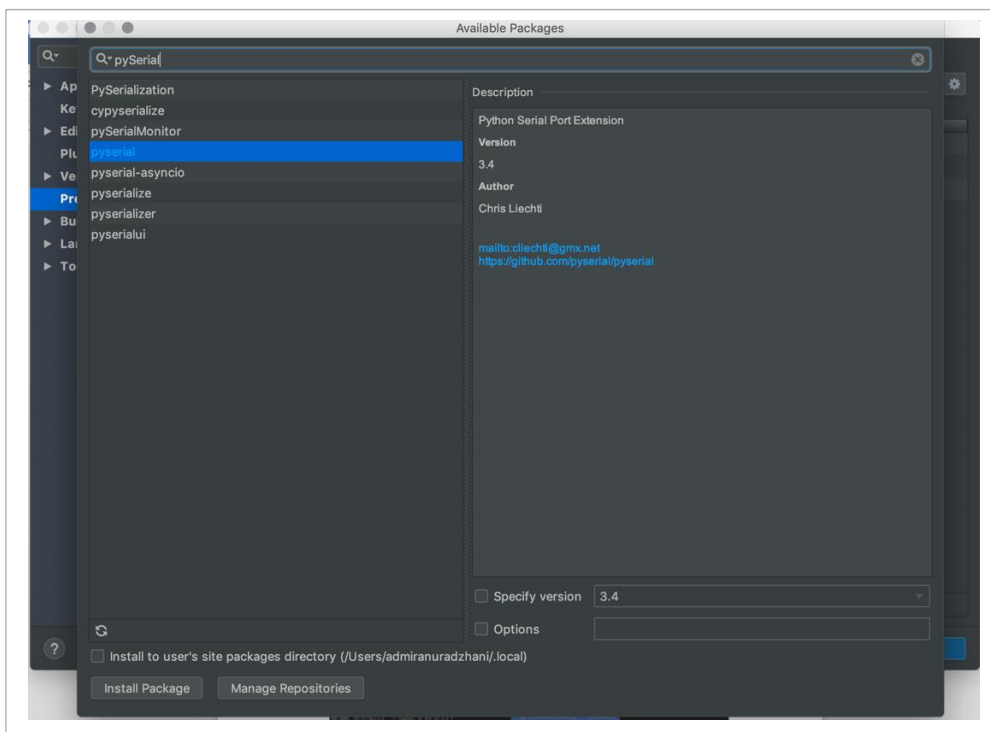 Available Packages
pySerial
Ap
Ke
Edi
Plu
Ve
Pro
Bu
Lan
To
PySerialization
cypyserialize
pySerialMonitor
pyserial
pyserial-asyncio
pyserialize
pyserializer
pyserialui
Description
Python Serial Port Extension
Version
3.4
Author
Chris Liechti
mailto:cliechti@gmx.net
https://github.com/pyserial/pyserial
Specify version 3.4
Options
Install to user's site packages directory (/Users/admiranuradzhani/.local)
Install Package Manage Repositories
?